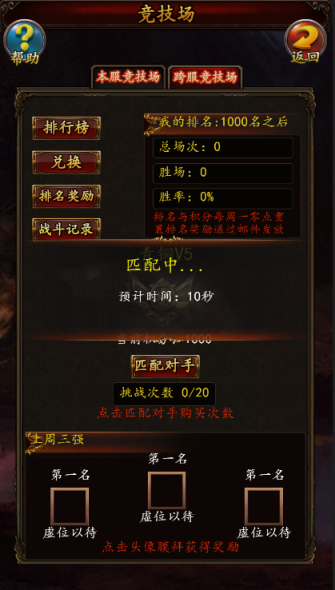 竞技场
帮助
返回
本服竞技场
跨服竞技场
排行榜
我的排名:1000名之后
兑换
总场次: 0
胜场: 0
排名奖励
胜率: 0%
战斗记录
排名与积分每周一零点重
置排名奖励通过邮件发放
V5
匹配中...
预计时间: 10秒
1000
匹配对手
挑战次数 0/20
点击匹配对手购买次数
上周三强
第一名
第一名
第一名
虚位以待
虚位以待
虚位以待
点击头像膜拜获得奖励